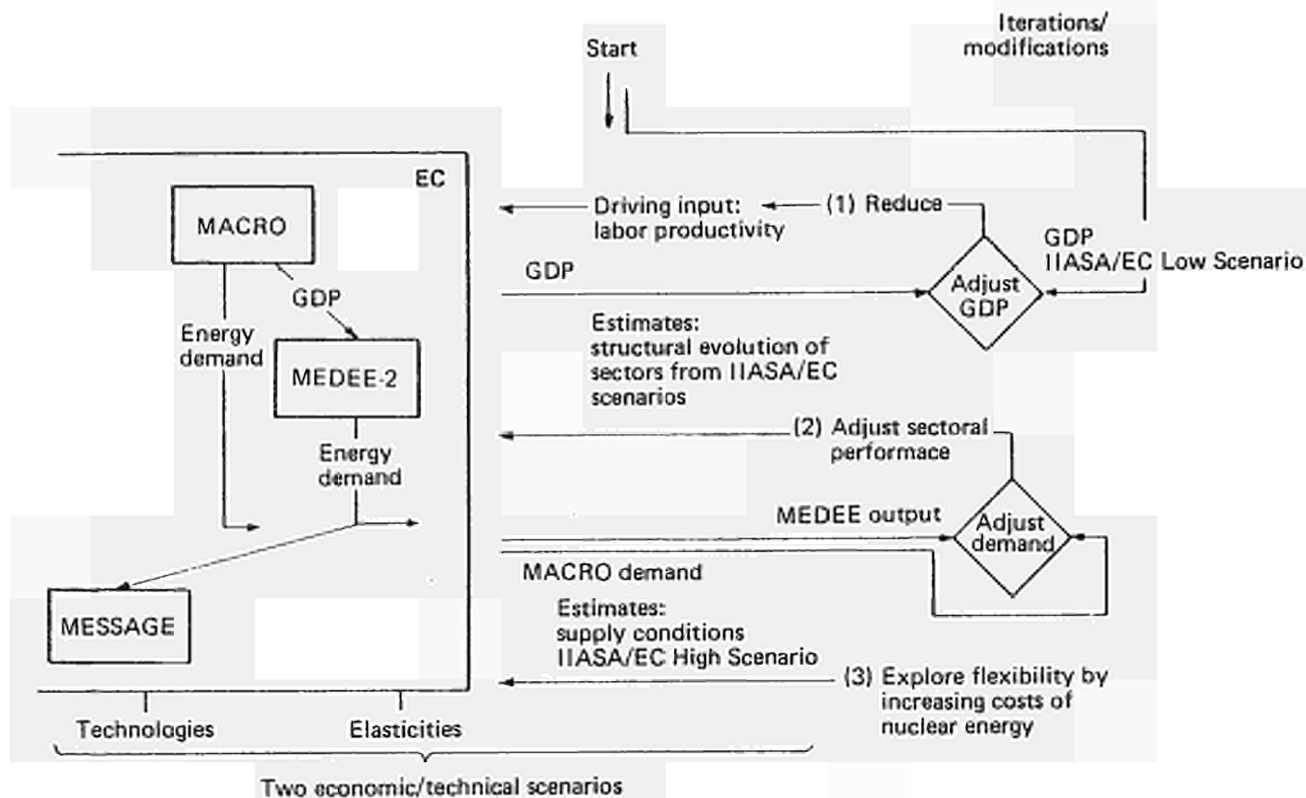 Iterations/
modifications
Start
EC
MACRO
Driving input:
labor productivity
(1) Reduce
GDP
IIASA/EC Low Scenario
GDP
Adjust
GDP
GDP
Energy
demand
MEDEE-2
Estimates:
structural evolution of
sectors from IIASA/EC
scenarios
(2) Adjust sectoral
performace
Energy
demand
MEDEE output
Adjust
demand
MACRO demand
MESSAGE
Estimates:
supply conditions
IIASA/EC High Scenario
(3) Explore flexibility by
increasing costs of
nuclear energy
Technologies
Elasticities
Two economic/technical scenarios